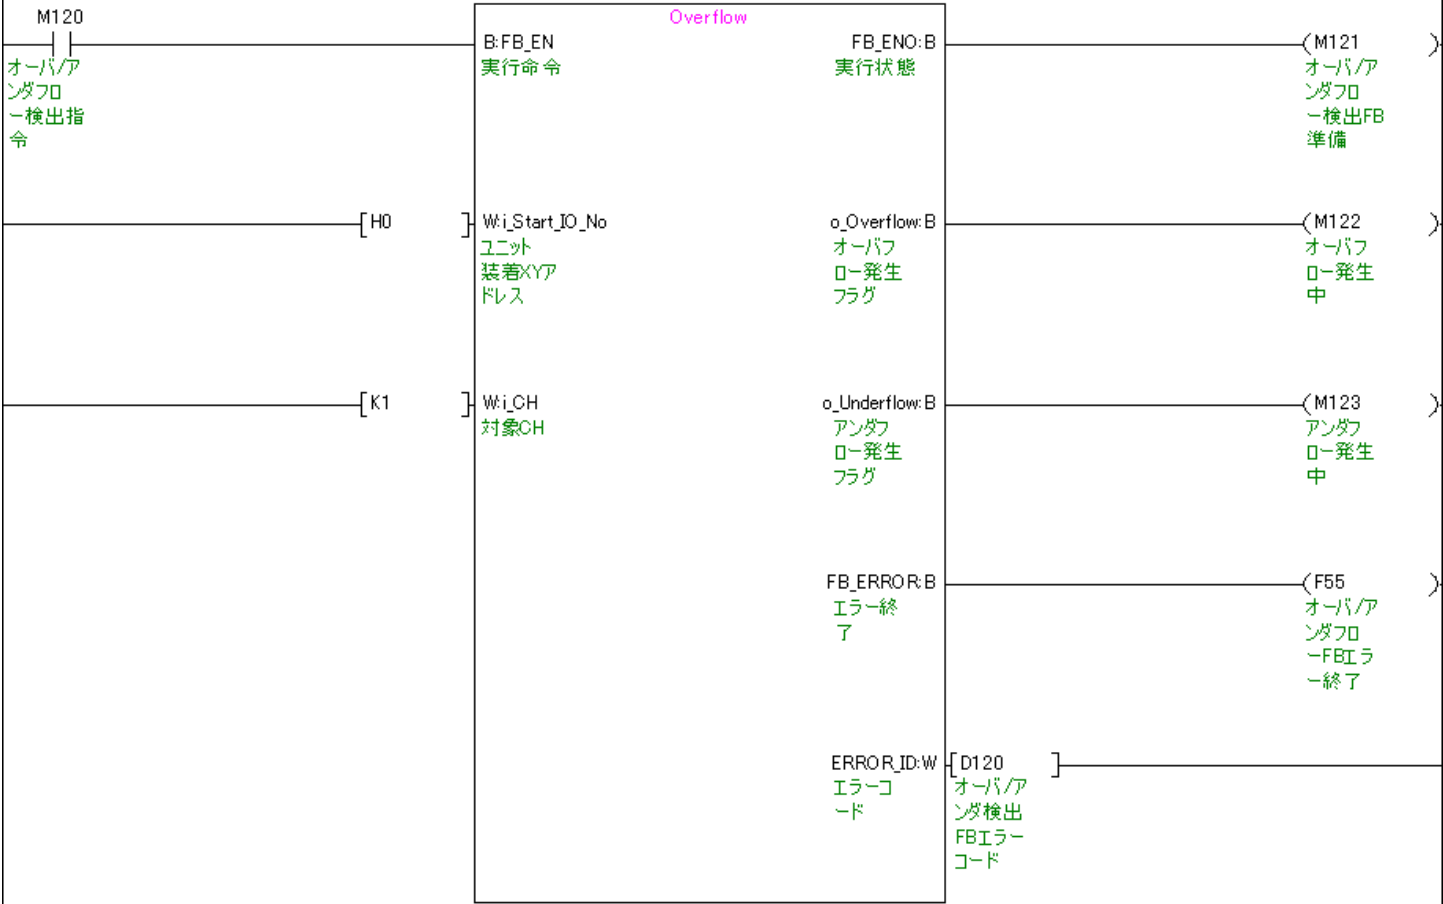 M120
オーバ/ア
ンダフロ
ー検出指
令
Overflow
B:FB_EN
実行命令
FB_ENO:B
実行状態
M121
オーバ/ア
ンダフロ
ー検出FB
準備
H0
W:i_Start_IO_No
ユニット
装着XYア
ドレス
o_Overflow:B
オーバフ
ロー発生
フラグ
M122
オーバフ
ロー発生
中
K1
W:i_CH
対象CH
o_Underflow:B
アンダフ
ロー発生
フラグ
M123
アンダフ
ロー発生
中
FB_ERROR:B
エラー終
了
F55
オーバ/ア
ンダフロ
ーFBエラ
ー終了
ERROR_ID:W
エラーコ
ード
D120
オーバ/ア
ンダ検出
FBエラー
コード